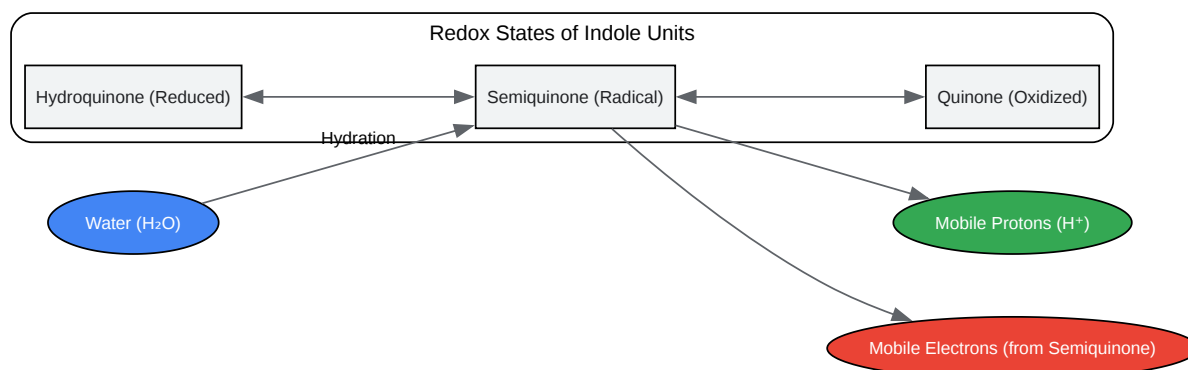 Redox States of Indole Units
Hydroquinone (Reduced)
Semiquinone (Radical)
Quinone (Oxidized)
Hydration
Water (H₂O)
Mobile Protons (H⁺)
Mobile Electrons (from Semiquinone)